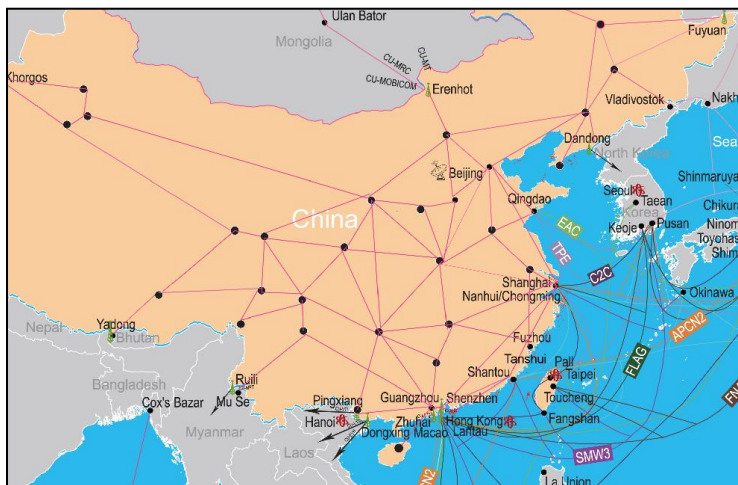 Ulan Bator
Mongolia
CU-MRC
CU-MT
CU-MOBICOM
Fuyuan
Khorgos
Erenhot
Vladivostok
Nakh
Dandong
North Korea
Sea
Beijing
Seoul
Taean
Korea
Shinmaruya
Chikura
Qingdao
Keoje
Pusan
Ninom
Toyohas
Shim
EAC
TPE
China
C2C
Shanghai
Nanhui/Chongming
Okinawa
APCN2
Nepal
Yadong
Bhutan
Fuzhou
FLAG
Tanshui
Pali
Taipei
Bangladesh
Ruili
Mu Se
Cox's Bazar
Shantou
Toucheng
Fangshan
Pingxiang
Guangzhou
Shenzhen
Hanoi
Zhuhai
Hong Kong
Dongxing
Macao
Lantau
Myanmar
Laos
SMW3
La Union